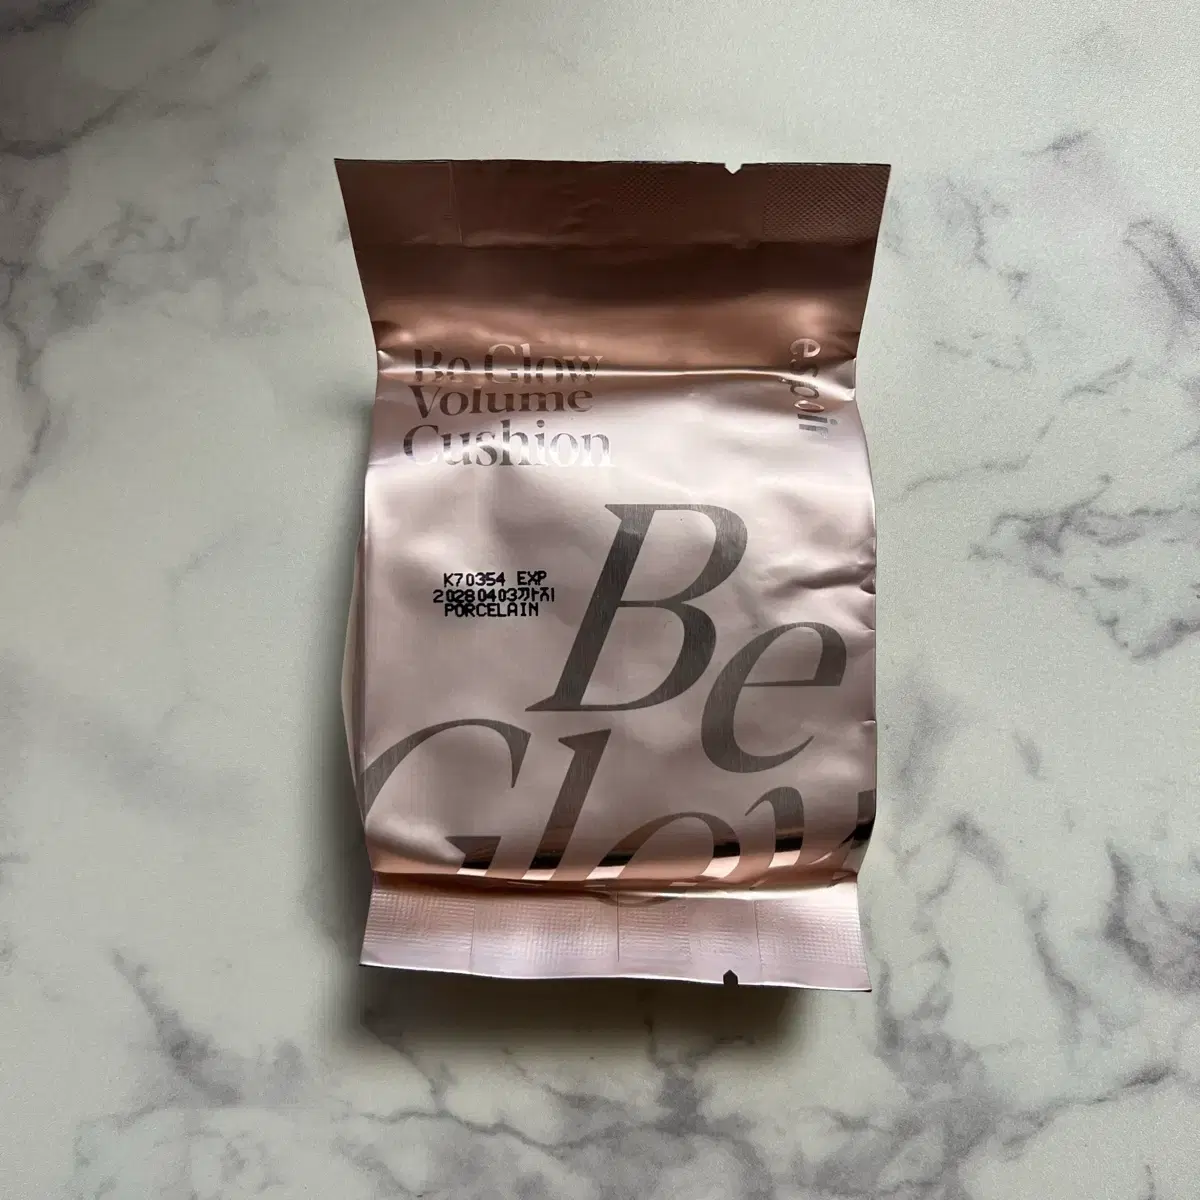 Be Glow
Volume
Cushion
espoir
K70354 EXP
20280403까지
PORCELAIN
Be
Glow